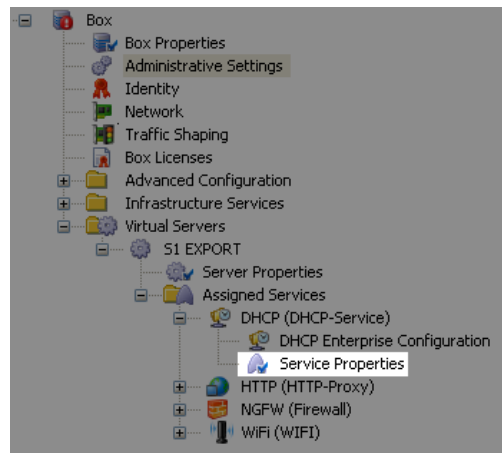 Box
Box Properties
Administrative Settings
Identity
Network
Traffic Shaping
Box Licenses
Advanced Configuration
Infrastructure Services
Virtual Servers
S1 EXPORT
Server Properties
Assigned Services
DHCP (DHCP-Service)
DHCP Enterprise Configuration
Service Properties
HTTP (HTTP-Proxy)
NGFW (Firewall)
WiFi (WIFI)